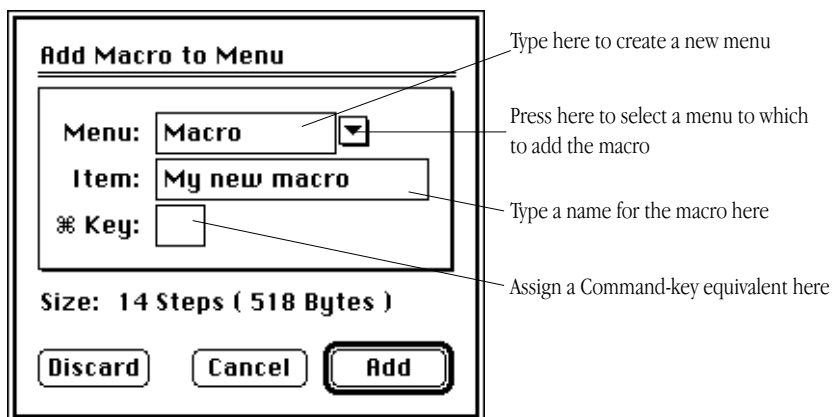 Add Macro to Menu
Menu: Macro
Item: My new macro
⌘ Key:
Size: 14 Steps ( 518 Bytes )
Discard Cancel Add
Type here to create a new menu
Press here to select a menu to which
to add the macro
Type a name for the macro here
Assign a Command-key equivalent here